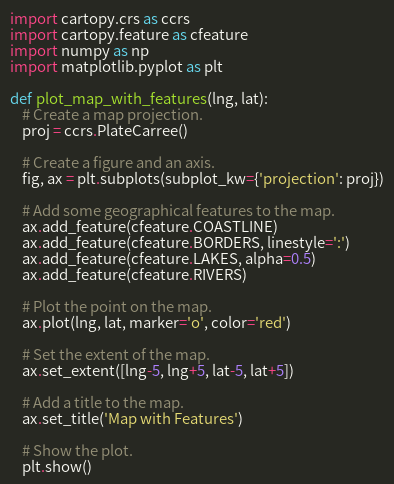 import cartopy.crs as ccrs
import cartopy.feature as cfeature
import numpy as np
import matplotlib.pyplot as plt

def plot_map_with_features(lng, lat):
    # Create a map projection.
    proj = ccrs.PlateCarree()

    # Create a figure and an axis.
    fig, ax = plt.subplots(subplot_kw={'projection': proj})

    # Add some geographical features to the map.
    ax.add_feature(cfeature.COASTLINE)
    ax.add_feature(cfeature.BORDERS, linestyle=':')
    ax.add_feature(cfeature.LAKES, alpha=0.5)
    ax.add_feature(cfeature.RIVERS)

    # Plot the point on the map.
    ax.plot(lng, lat, marker='o', color='red')

    # Set the extent of the map.
    ax.set_extent([lng-5, lng+5, lat-5, lat+5])

    # Add a title to the map.
    ax.set_title('Map with Features')

    # Show the plot.
    plt.show()